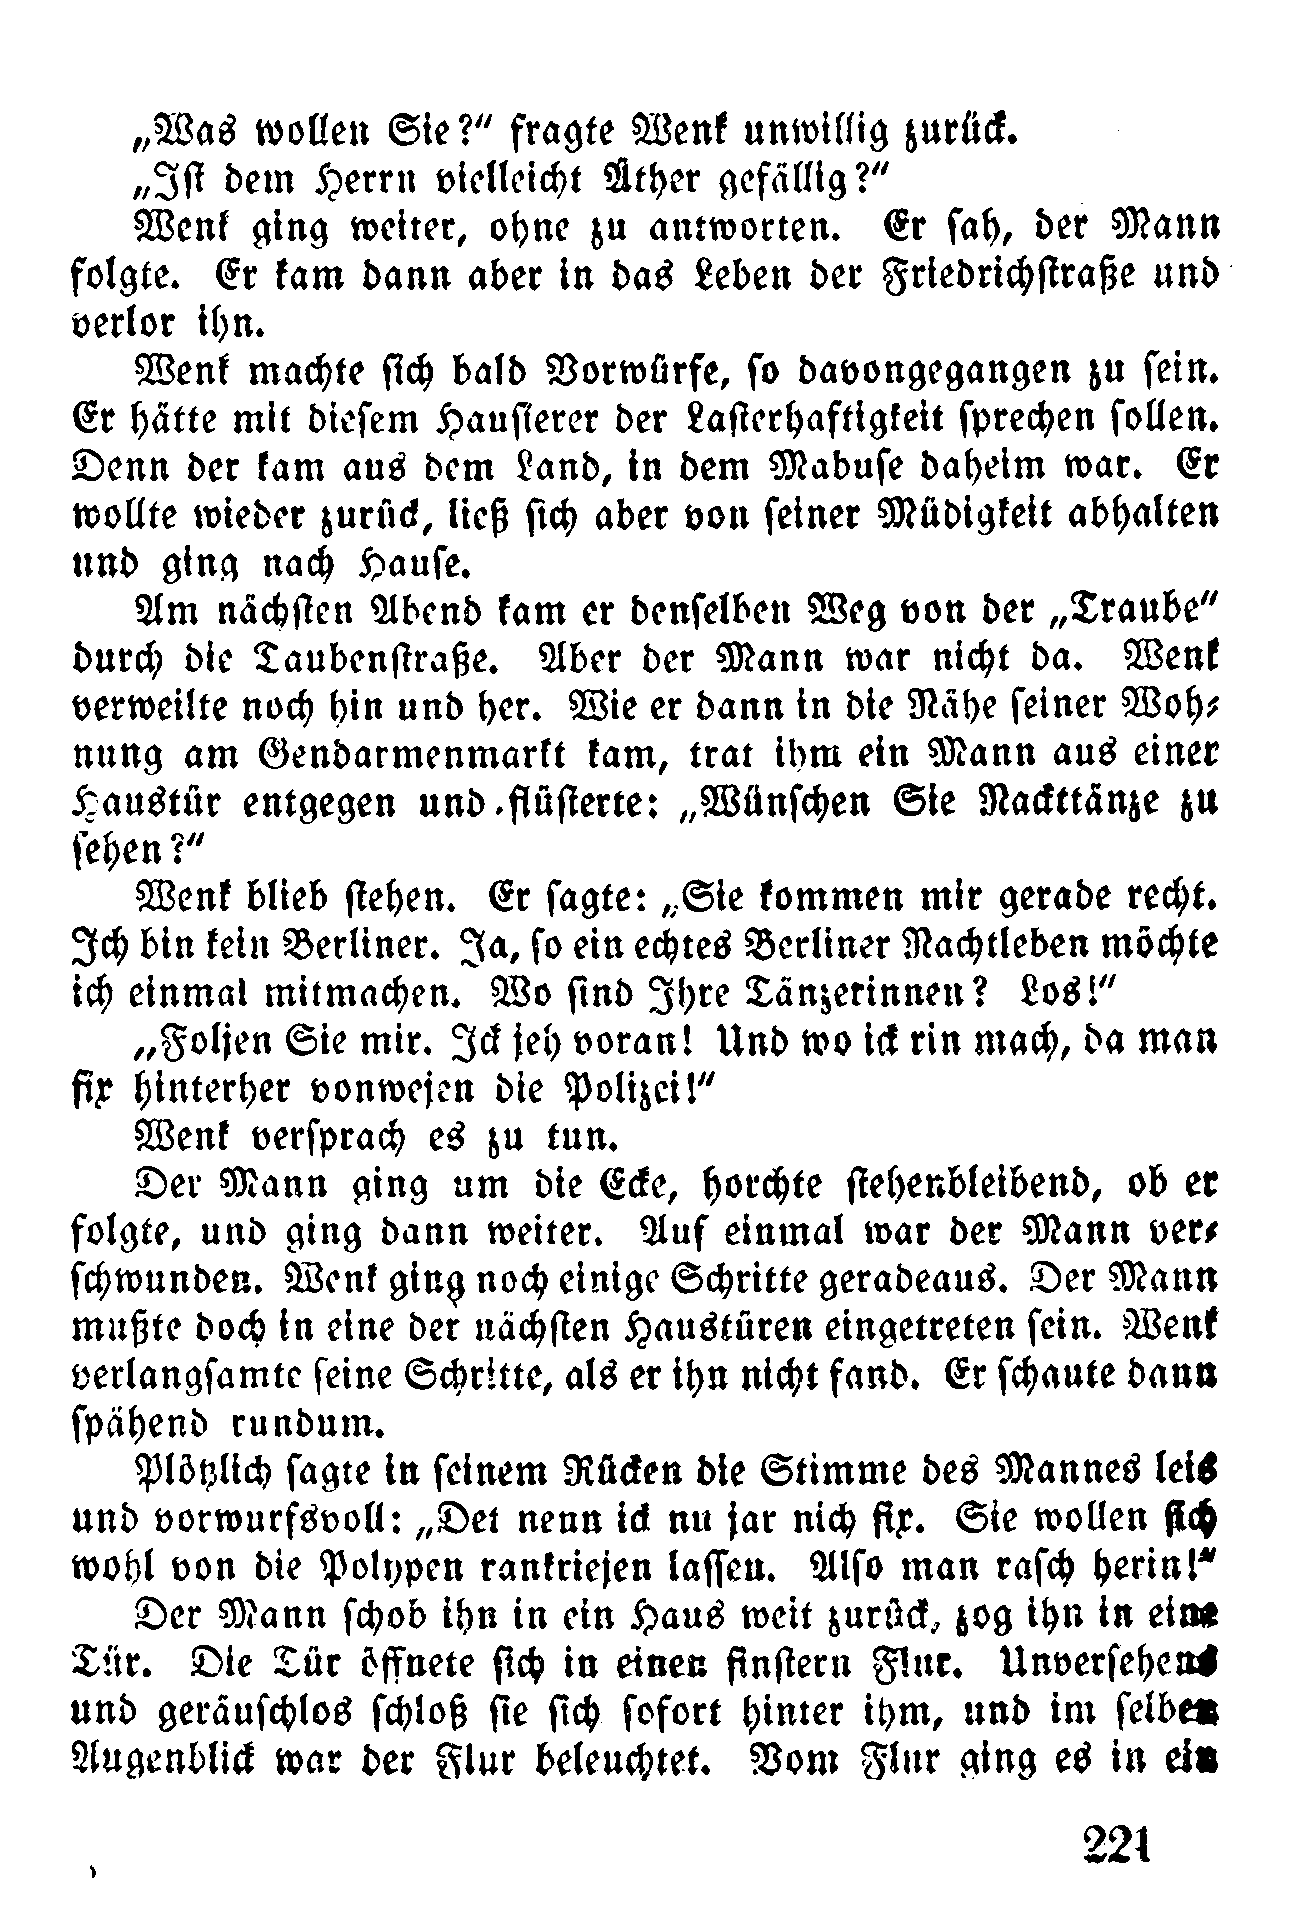 „Was wollen Sie?“ fragte Wenk unwillig zurück.
„Ist dem Herrn vielleicht Äther gefällig?“
Wenk ging weiter, ohne zu antworten. Er sah, der Mann
folgte. Er kam dann aber in das Leben der Friedrichstraße und
verlor ihn.
Wenk machte sich bald Vorwürfe, so davongegangen zu sein.
Er hätte mit diesem Hausierer der Lasterhaftigkeit sprechen sollen.
Denn der kam aus dem Land, in dem Mabuse daheim war. Er
wollte wieder zurück, ließ sich aber von seiner Müdigkeit abhalten
und ging nach Hause.
Am nächsten Abend kam er denselben Weg von der „Traube“
durch die Taubenstraße. Aber der Mann war nicht da. Wenk
verweilte noch hin und her. Wie er dann in die Nähe seiner Woh-
nung am Gendarmenmarkt kam, trat ihm ein Mann aus einer
Haustür entgegen und flüsterte: „Wünschen Sie Nackttänze zu
sehen?“
Wenk blieb stehen. Er sagte: „Sie kommen mir gerade recht.
Ich bin kein Berliner. Ja, so ein echtes Berliner Nachtleben möchte
ich einmal mitmachen. Wo sind Ihre Tänzerinnen? Los!“
„Foljen Sie mir. Ick jeh voran! Und wo ick rin mach, da man
fix hinterher vonwejen die Polizei!“
Wenk versprach es zu tun.
Der Mann ging um die Ecke, horchte stehenbleibend, ob er
folgte, und ging dann weiter. Auf einmal war der Mann ver-
schwunden. Wenk ging noch einige Schritte geradeaus. Der Mann
mußte doch in eine der nächsten Haustüren eingetreten sein. Wenk
verlangsamte seine Schritte, als er ihn nicht fand. Er schaute dann
spähend rundum.
Plötzlich sagte in seinem Rücken die Stimme des Mannes leis
und vorwurfsvoll: „Det nenn ick nu jar nich fix. Sie wollen sich
wohl von die Polypen rankriejen lassen. Also man rasch herin!“
Der Mann schob ihn in ein Haus weit zurück, zog ihn in eine
Tür. Die Tür öffnete sich in einen finstern Flur. Unversehens
und geräuschlos schloß sie sich sofort hinter ihm, und im selben
Augenblick war der Flur beleuchtet. Vom Flur ging es in ein
221